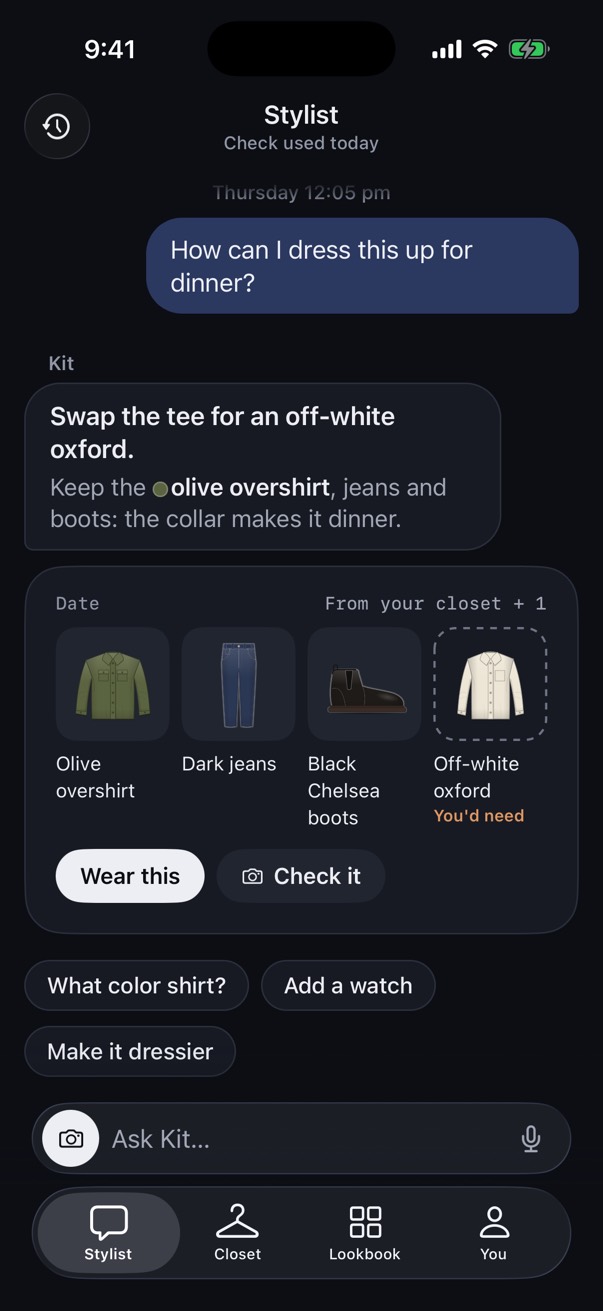 9:41
Stylist
Check used today
Thursday 12:05 pm
How can I dress this up for
dinner?
Kit
Swap the tee for an off-white
oxford.
Keep the olive overshirt, jeans and
boots: the collar makes it dinner.
Date
From your closet + 1
Olive
overshirt
Dark jeans
Black
Chelsea
boots
Off-white
oxford
You'd need
Wear this
Check it
What color shirt?
Add a watch
Make it dressier
Ask Kit...
Stylist
Closet
Lookbook
You